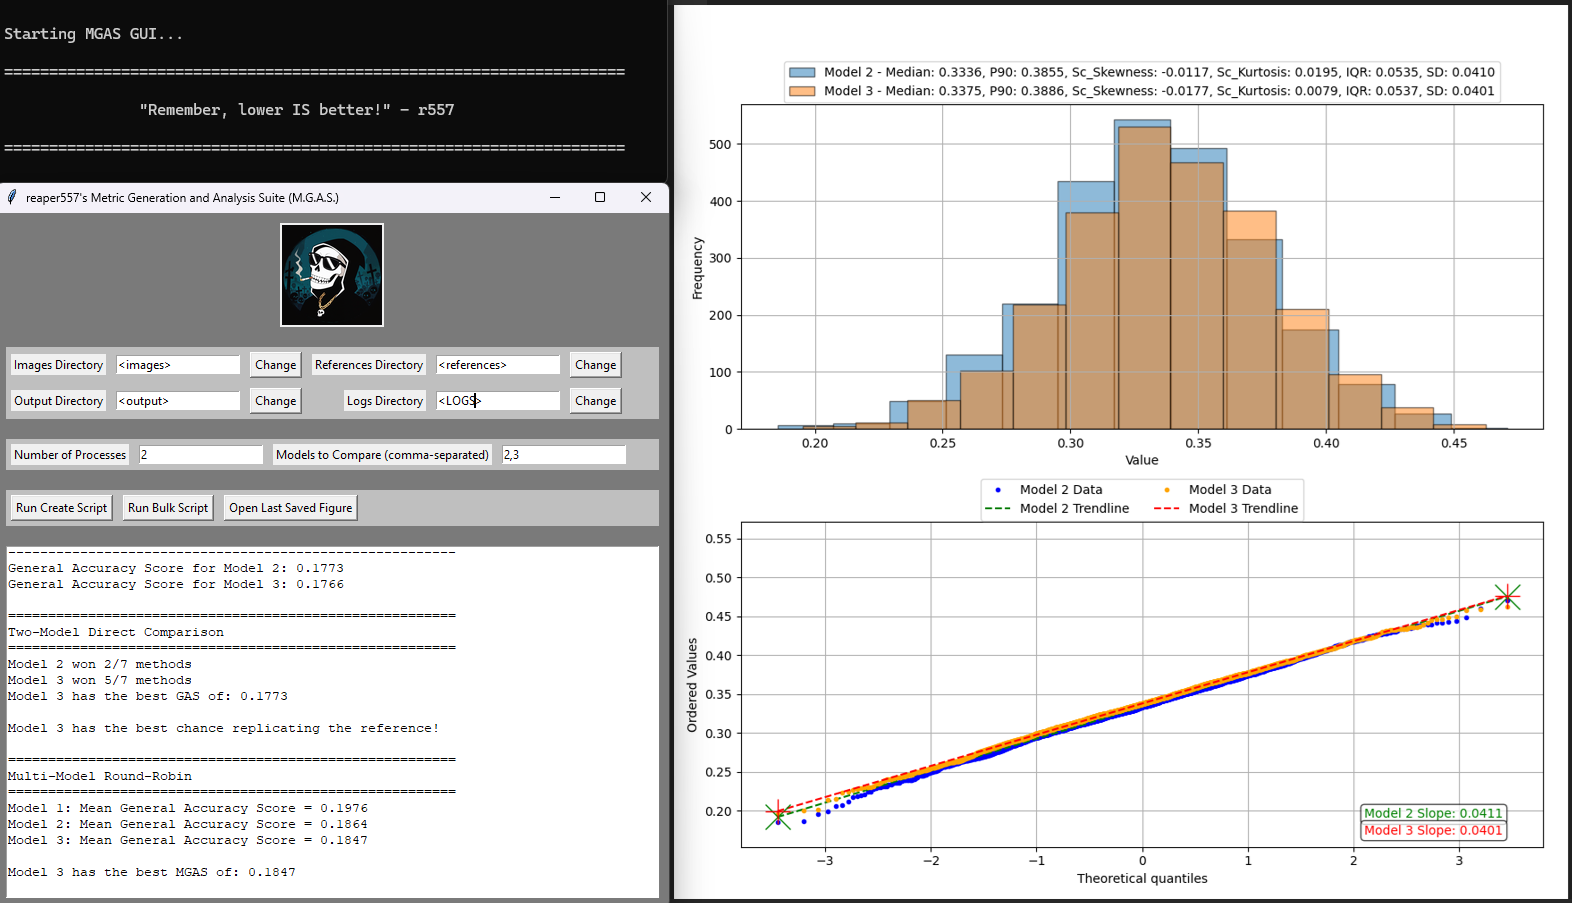 Starting MGAS GUI...
================================================================
"Remember, lower IS better!" - r557
================================================================
reaper557's Metric Generation and Analysis Suite (M.G.A.S.)
Images Directory <images> Change References Directory <references> Change
Output Directory <output> Change Logs Directory <LOGS> Change
Number of Processes 2 Models to Compare (comma-separated) 2,3
Run Create Script Run Bulk Script Open Last Saved Figure
--------------------------------------------------------
General Accuracy Score for Model 2: 0.1773
General Accuracy Score for Model 3: 0.1766
========================================================
Two-Model Direct Comparison
========================================================
Model 2 won 2/7 methods
Model 3 won 5/7 methods
Model 3 has the best GAS of: 0.1773
Model 3 has the best chance replicating the reference!
========================================================
Multi-Model Round-Robin
========================================================
Model 1: Mean General Accuracy Score = 0.1976
Model 2: Mean General Accuracy Score = 0.1864
Model 3: Mean General Accuracy Score = 0.1847
Model 3 has the best MGAS of: 0.1847
Model 2 - Median: 0.3336, P90: 0.3855, Sc_Skewness: -0.0117, Sc_Kurtosis: 0.0195, IQR: 0.0535, SD: 0.0410
Model 3 - Median: 0.3375, P90: 0.3886, Sc_Skewness: -0.0177, Sc_Kurtosis: 0.0079, IQR: 0.0537, SD: 0.0401
Frequency
500
400
300
200
100
0
0.20 0.25 0.30 0.35 0.40 0.45
Value
Model 2 Data Model 3 Data
Model 2 Trendline Model 3 Trendline
Ordered Values
0.55
0.50
0.45
0.40
0.35
0.30
0.25
0.20
Model 2 Slope: 0.0411
Model 3 Slope: 0.0401
−3 −2 −1 0 1 2 3
Theoretical quantiles